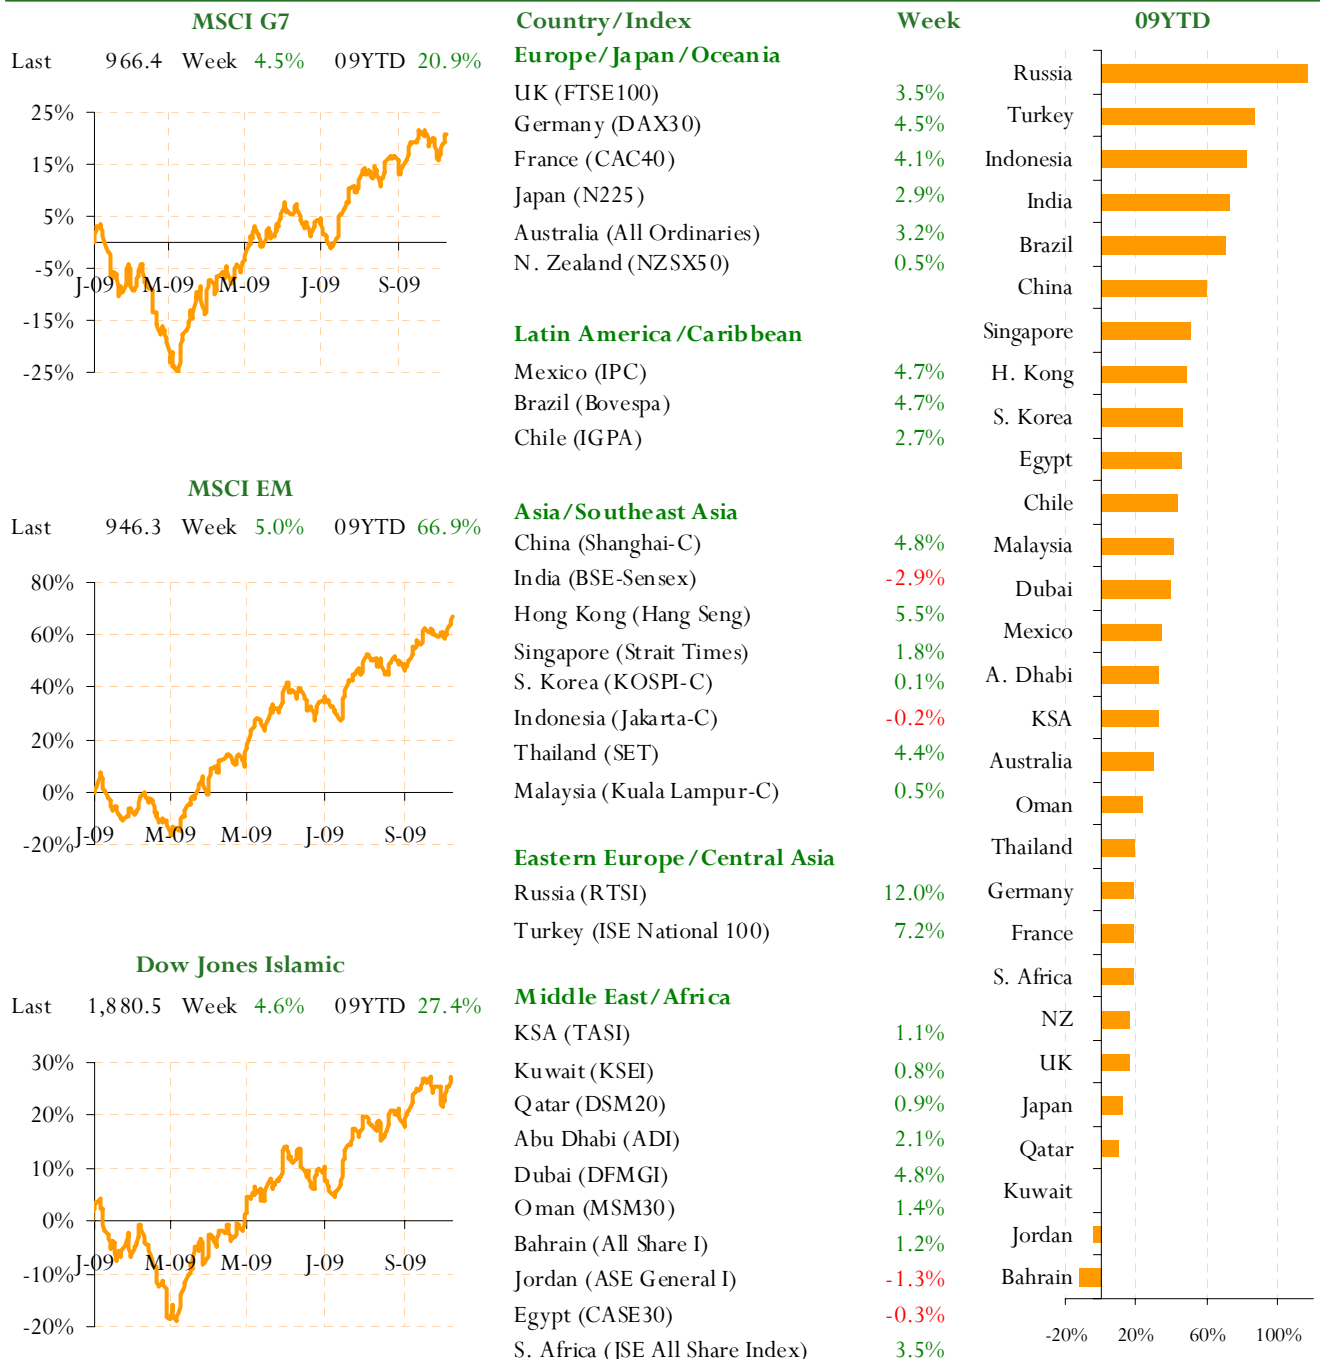 MSCI G7
Last 966.4 Week 4.5% 09YTD 20.9%
25%
15%
5%
-5%
-15%
-25%
J-09 M-09 M-09 J-09 S-09
MSCI EM
Last 946.3 Week 5.0% 09YTD 66.9%
80%
60%
40%
20%
0%
-20%
J-09 M-09 M-09 J-09 S-09
Dow Jones Islamic
Last 1,880.5 Week 4.6% 09YTD 27.4%
30%
20%
10%
0%
-10%
-20%
J-09 M-09 M-09 J-09 S-09
Country/Index Week
Europe/Japan/Oceania
UK (FTSE100) 3.5%
Germany (DAX30) 4.5%
France (CAC40) 4.1%
Japan (N225) 2.9%
Australia (All Ordinaries) 3.2%
N. Zealand (NZSX50) 0.5%
Latin America/Caribbean
Mexico (IPC) 4.7%
Brazil (Bovespa) 4.7%
Chile (IGPA) 2.7%
Asia/Southeast Asia
China (Shanghai-C) 4.8%
India (BSE-Sensex) -2.9%
Hong Kong (Hang Seng) 5.5%
Singapore (Strait Times) 1.8%
S. Korea (KOSPI-C) 0.1%
Indonesia (Jakarta-C) -0.2%
Thailand (SET) 4.4%
Malaysia (Kuala Lampur-C) 0.5%
Eastern Europe/Central Asia
Russia (RTSI) 12.0%
Turkey (ISE National 100) 7.2%
Middle East/Africa
KSA (TASI) 1.1%
Kuwait (KSEI) 0.8%
Qatar (DSM20) 0.9%
Abu Dhabi (ADI) 2.1%
Dubai (DFMGI) 4.8%
Oman (MSM30) 1.4%
Bahrain (All Share I) 1.2%
Jordan (ASE General I) -1.3%
Egypt (CASE30) -0.3%
S. Africa (JSE All Share Index) 3.5%
09YTD
Russia
Turkey
Indonesia
India
Brazil
China
Singapore
H. Kong
S. Korea
Egypt
Chile
Malaysia
Dubai
Mexico
A. Dhabi
KSA
Australia
Oman
Thailand
Germany
France
S. Africa
NZ
UK
Japan
Qatar
Kuwait
Jordan
Bahrain
-20% 20% 60% 100%